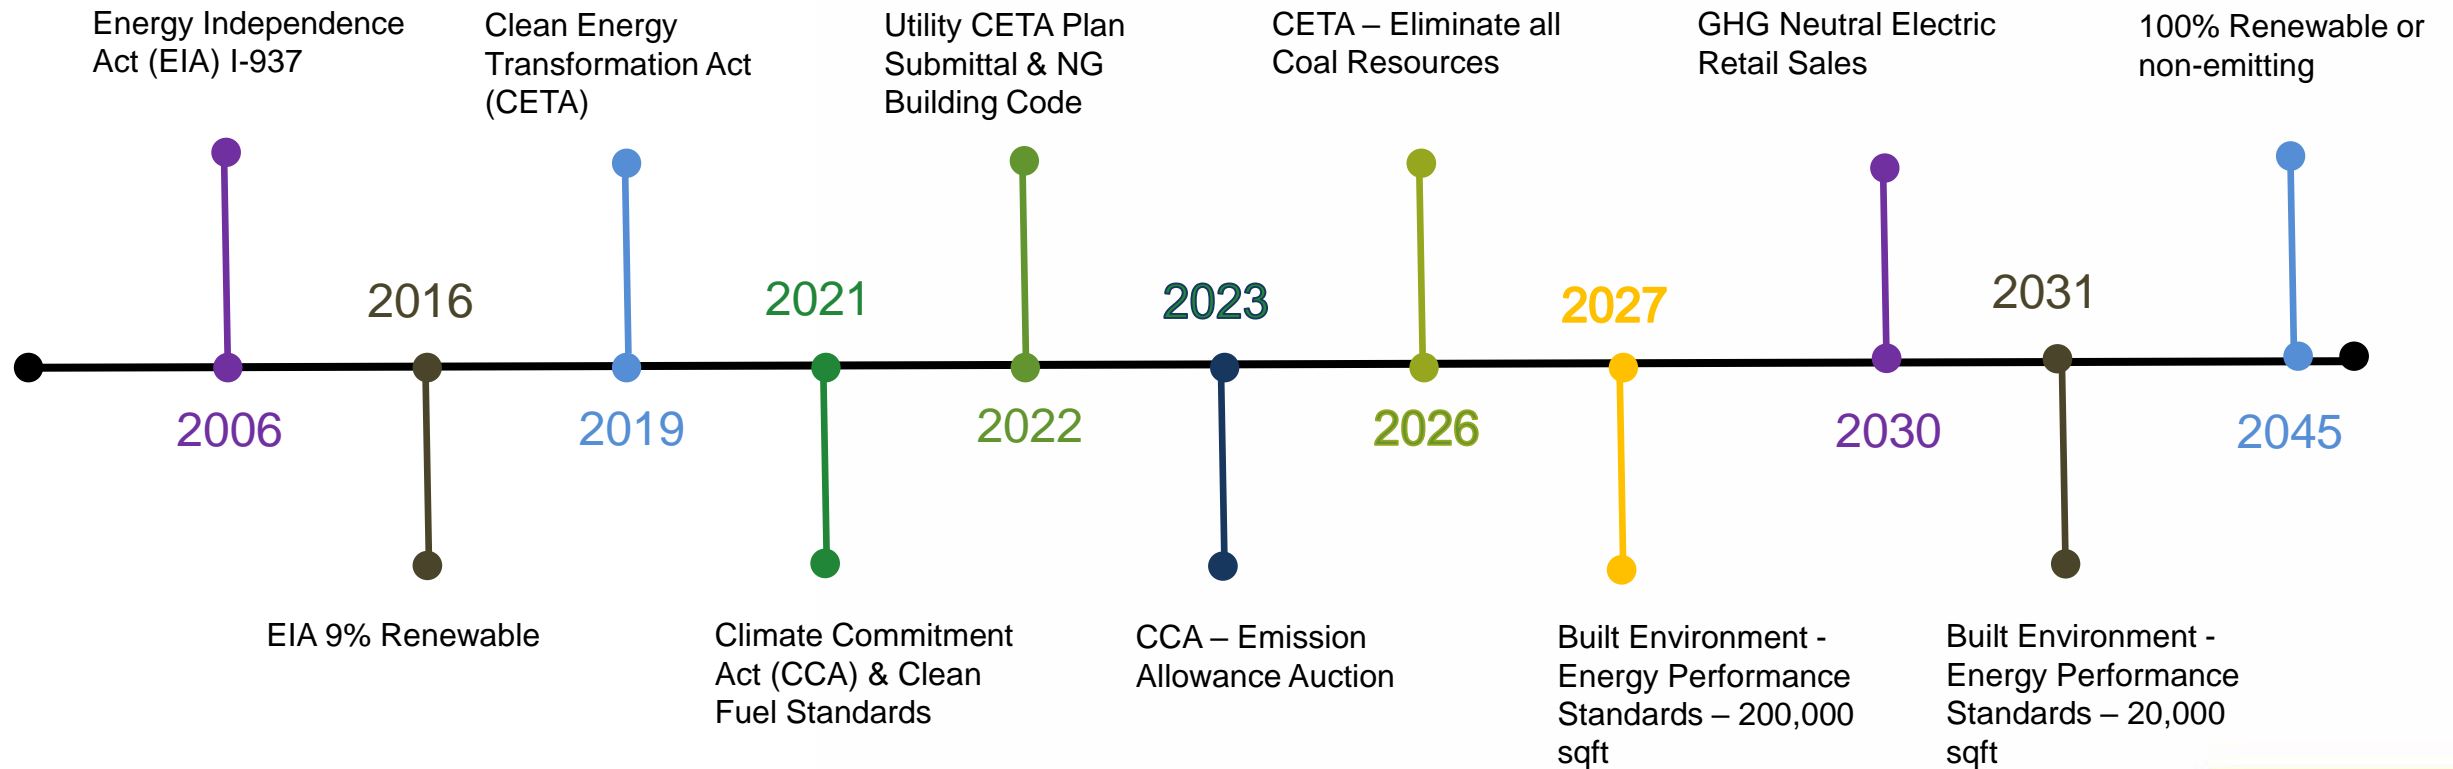 Energy Independence
Act (EIA) I-937
Clean Energy
Transformation Act
(CETA)
Utility CETA Plan
Submittal & NG
Building Code
CETA – Eliminate all
Coal Resources
GHG Neutral Electric
Retail Sales
100% Renewable or
non-emitting
2016
2021
2023
2027
2031
2006
2019
2022
2026
2030
2045
EIA 9% Renewable
Climate Commitment
Act (CCA) & Clean
Fuel Standards
CCA – Emission
Allowance Auction
Built Environment -
Energy Performance
Standards – 200,000
sqft
Built Environment -
Energy Performance
Standards – 20,000
sqft